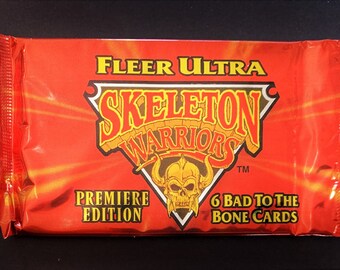 FLEER ULTRA
SKELETON
WARRIORS
TM
PREMIERE
EDITION
6 BAD TO THE
BONE CARDS